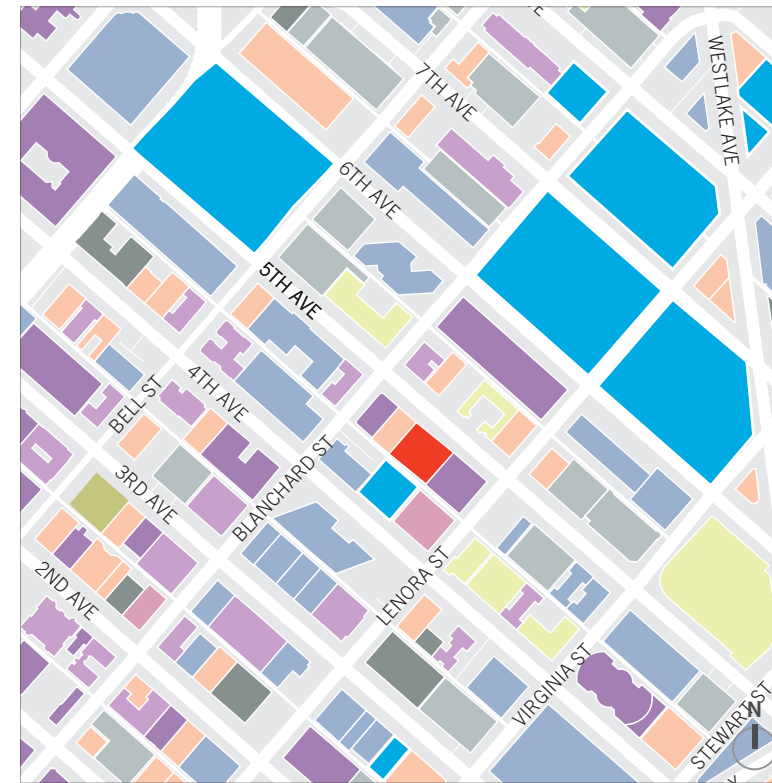 WESTLAKE AVE
7TH AVE
6TH AVE
5TH AVE
4TH AVE
BELL ST
3RD AVE
BLANCHARD ST
2ND AVE
LENORA ST
VIRGINIA ST
STEWART ST
N